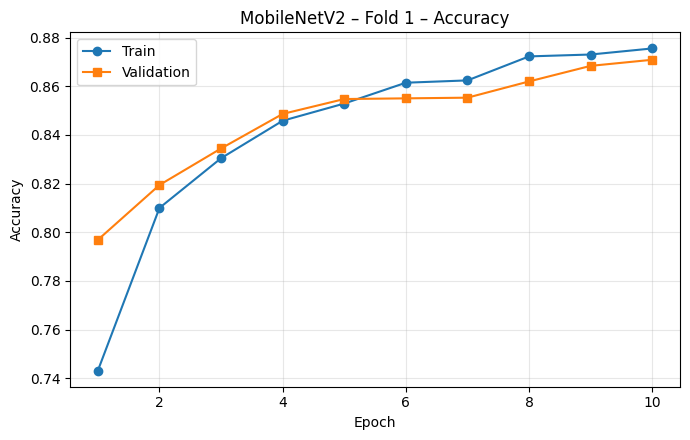 MobileNetV2 – Fold 1 – Accuracy
Train
Validation
Accuracy
0.88
0.86
0.84
0.82
0.80
0.78
0.76
0.74
2
4
6
8
10
Epoch